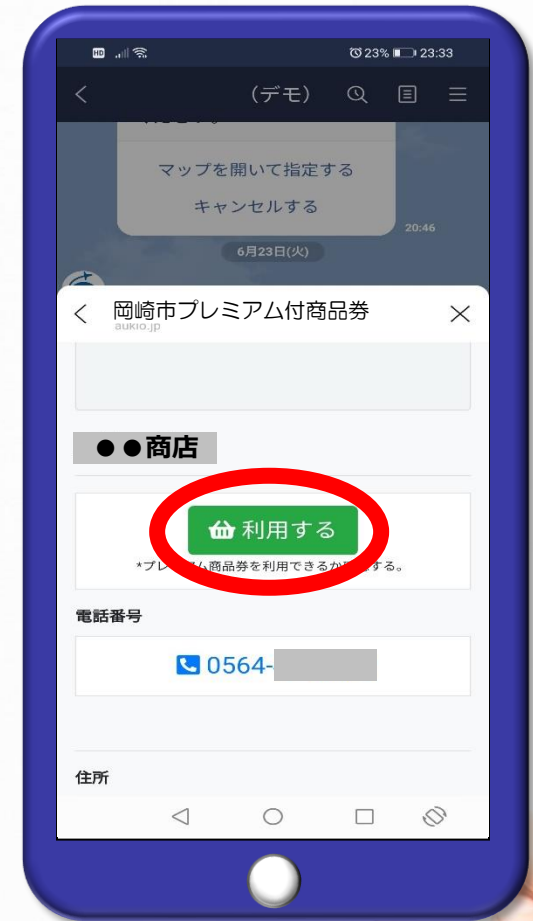 HD 23% 23:33
(デモ)
マップを開いて指定する
キャンセルする
20:46
6月23日(火)
岡崎市プレミアム付商品券
aukio.jp
●●商店
利用する
*プレ ム商品券を利用できるか する。
電話番号
0564-
住所